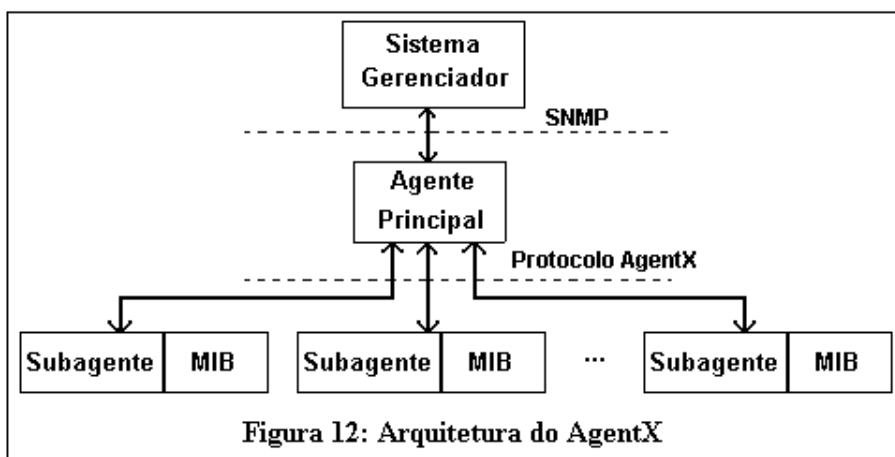 Sistema
Gerenciador
SNMP
Agente
Principal
Protocolo AgentX
Subagente MIB Subagente MIB ... Subagente MIB
Figura 12: Arquitetura do AgentX